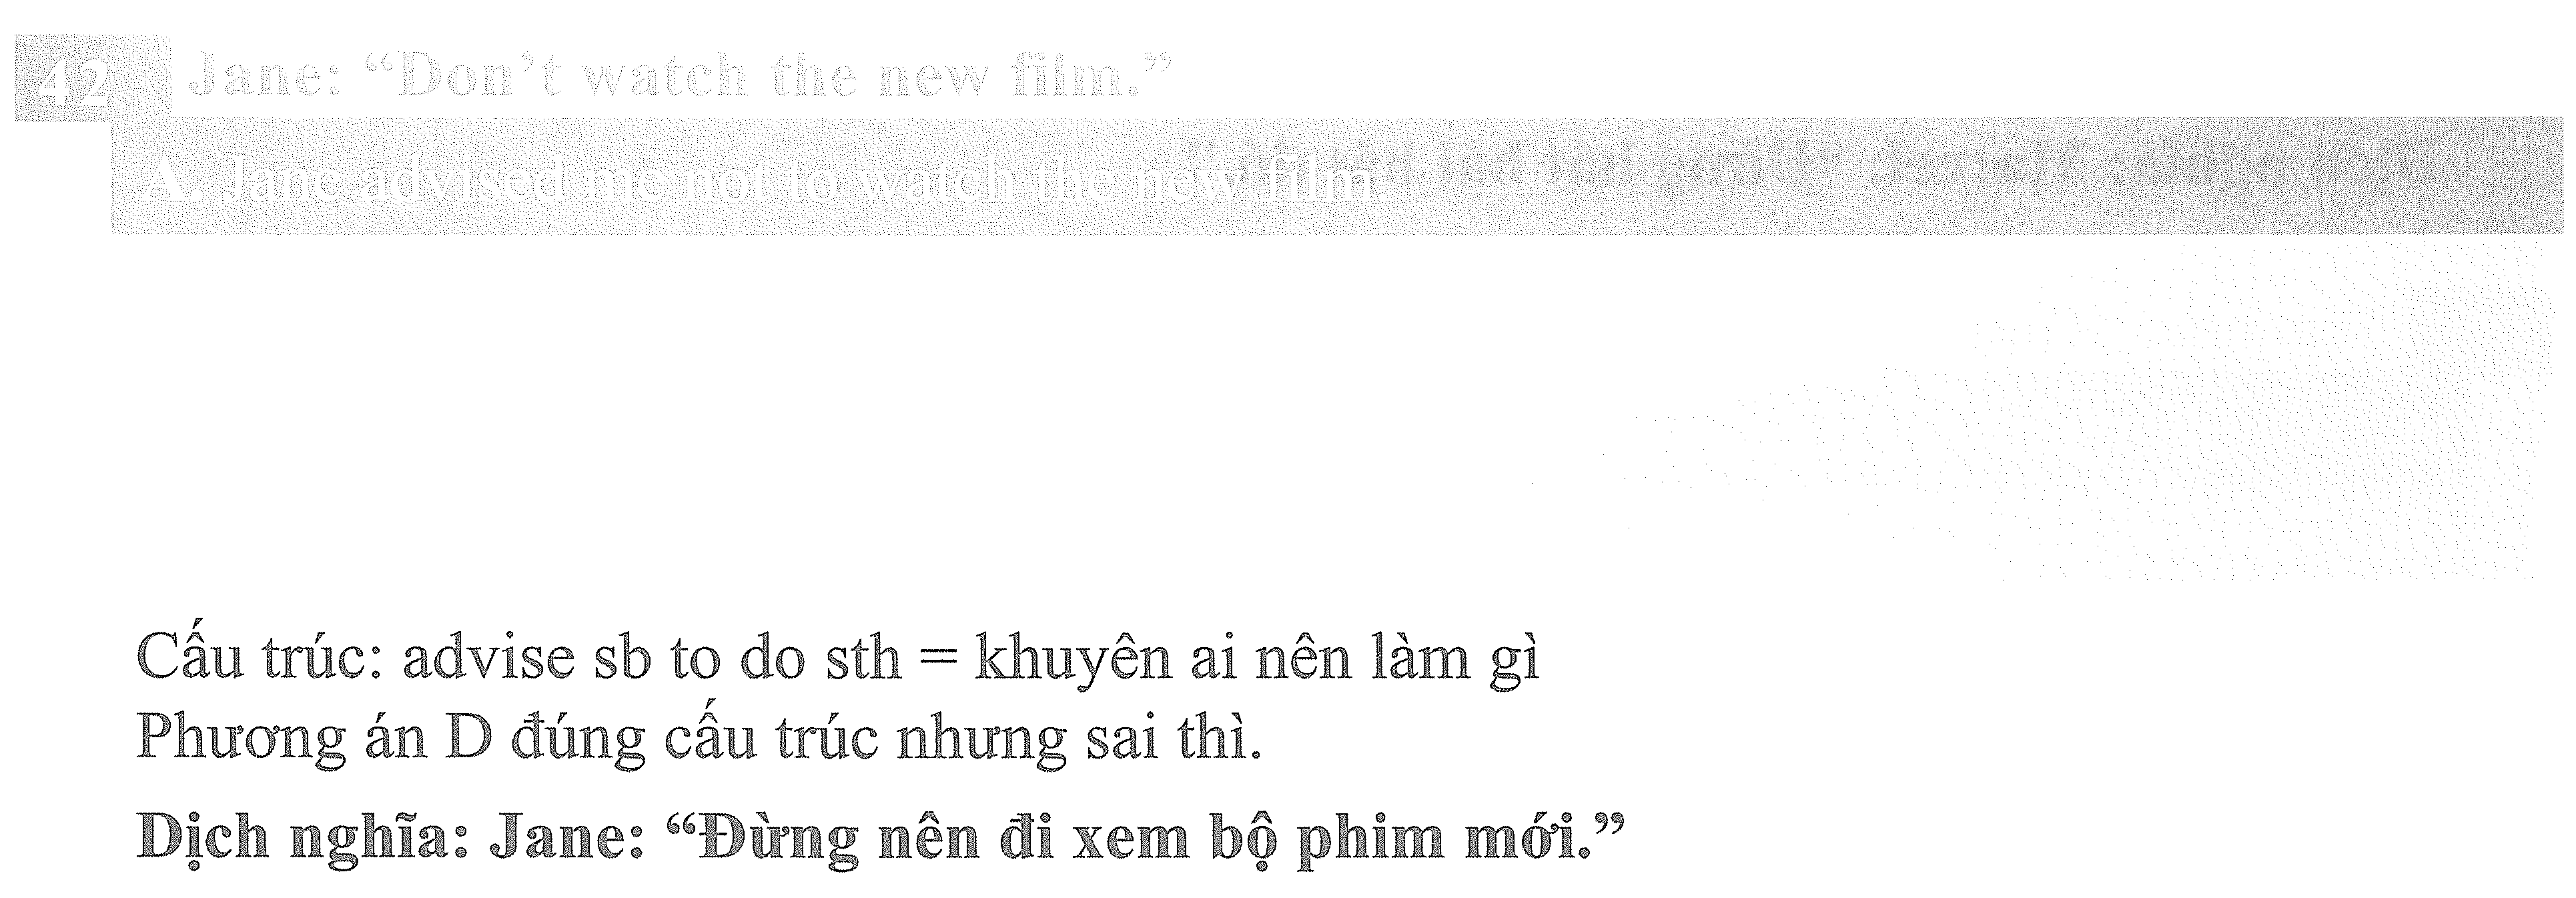 42 Jane: “Don’t watch the new film.”
A. Jane advised me not to watch the new film.
Cấu trúc: advise sb to do sth = khuyên ai nên làm gì
Phương án D đúng cấu trúc nhưng sai thì.
Dịch nghĩa: Jane: “Đừng nên đi xem bộ phim mới.”